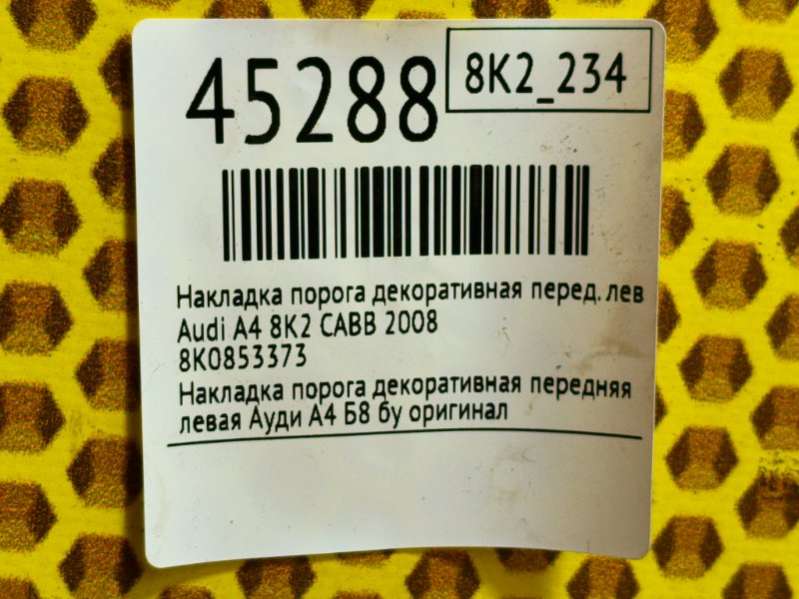 45288
8K2_234
Накладка порога декоративная перед. лев
Audi A4 8K2 CABB 2008
8K0853373
Накладка порога декоративная передняя
левая Ауди А4 Б8 бу оригинал